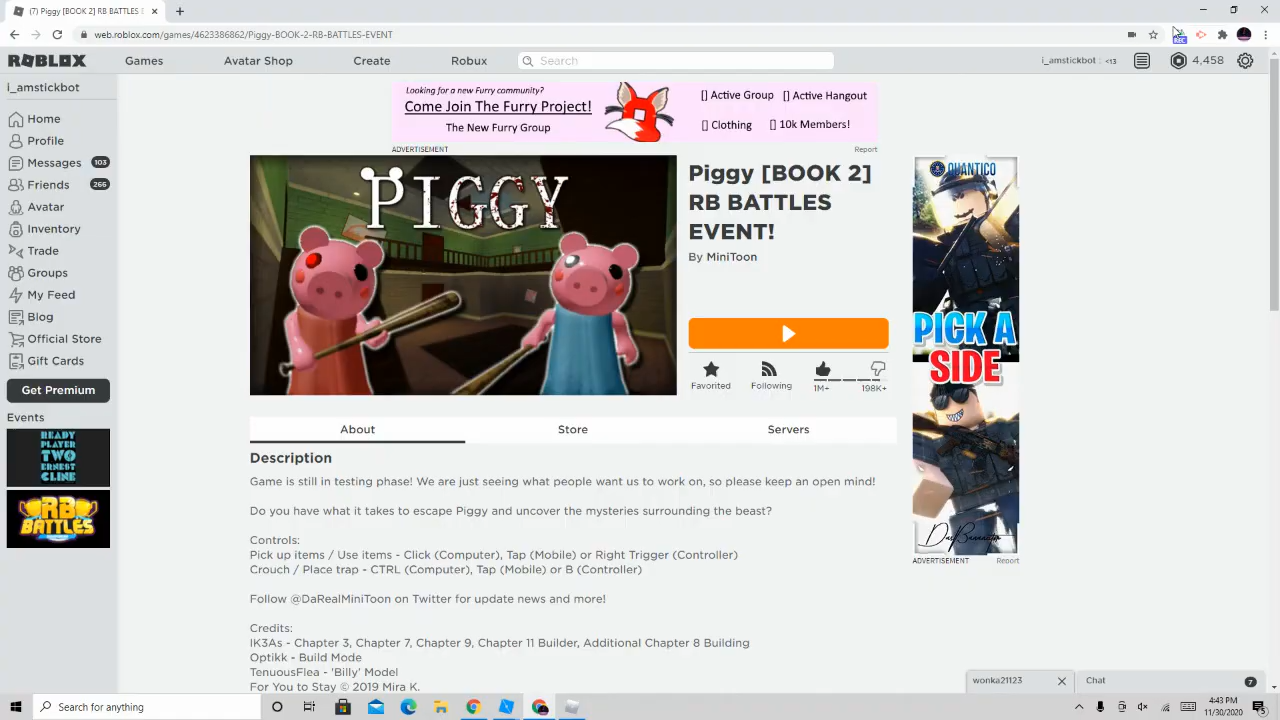 (7) Piggy [BOOK 2] RB BATTLES E
web.roblox.com/games/4623386862/Piggy-BOOK-2-RB-BATTLES-EVENT
REC
ROBLOX
Games
Avatar Shop
Create
Robux
Search
i_amstickbot : <13
4,458
i_amstickbot
Home
Profile
Messages 103
Friends 266
Avatar
Inventory
Trade
Groups
My Feed
Blog
Official Store
Gift Cards
Get Premium
Events
READY
PLAYER
TWO
ERNEST
CLINE
RB
BATTLES
Looking for a new Furry community?
Come Join The Furry Project!
The New Furry Group
[] Active Group [] Active Hangout
[] Clothing [] 10k Members!
ADVERTISEMENT
Report
PIGGY
Piggy [BOOK 2]
RB BATTLES
EVENT!
By MiniToon
Favorited
Following
1M+
198K+
QUANTICO
PICK A
SIDE
ADVERTISEMENT
Report
About
Store
Servers
Description
Game is still in testing phase! We are just seeing what people want us to work on, so please keep an open mind!
Do you have what it takes to escape Piggy and uncover the mysteries surrounding the beast?
Controls:
Pick up items / Use items - Click (Computer), Tap (Mobile) or Right Trigger (Controller)
Crouch /Place trap - CTRL (Computer), Tap (Mobile) or B (Controller)
Follow @DaRealMiniToon on Twitter for update news and more!
Credits:
IK3As - Chapter 3, Chapter 7, Chapter 9, Chapter 11 Builder, Additional Chapter 8 Building
Optikk - Build Mode
TenuousFlea - 'Billy' Model
For You to Stay © 2019 Mira K.
wonka21123
Chat
7
Search for anything
4:43 PM
11/30/2020